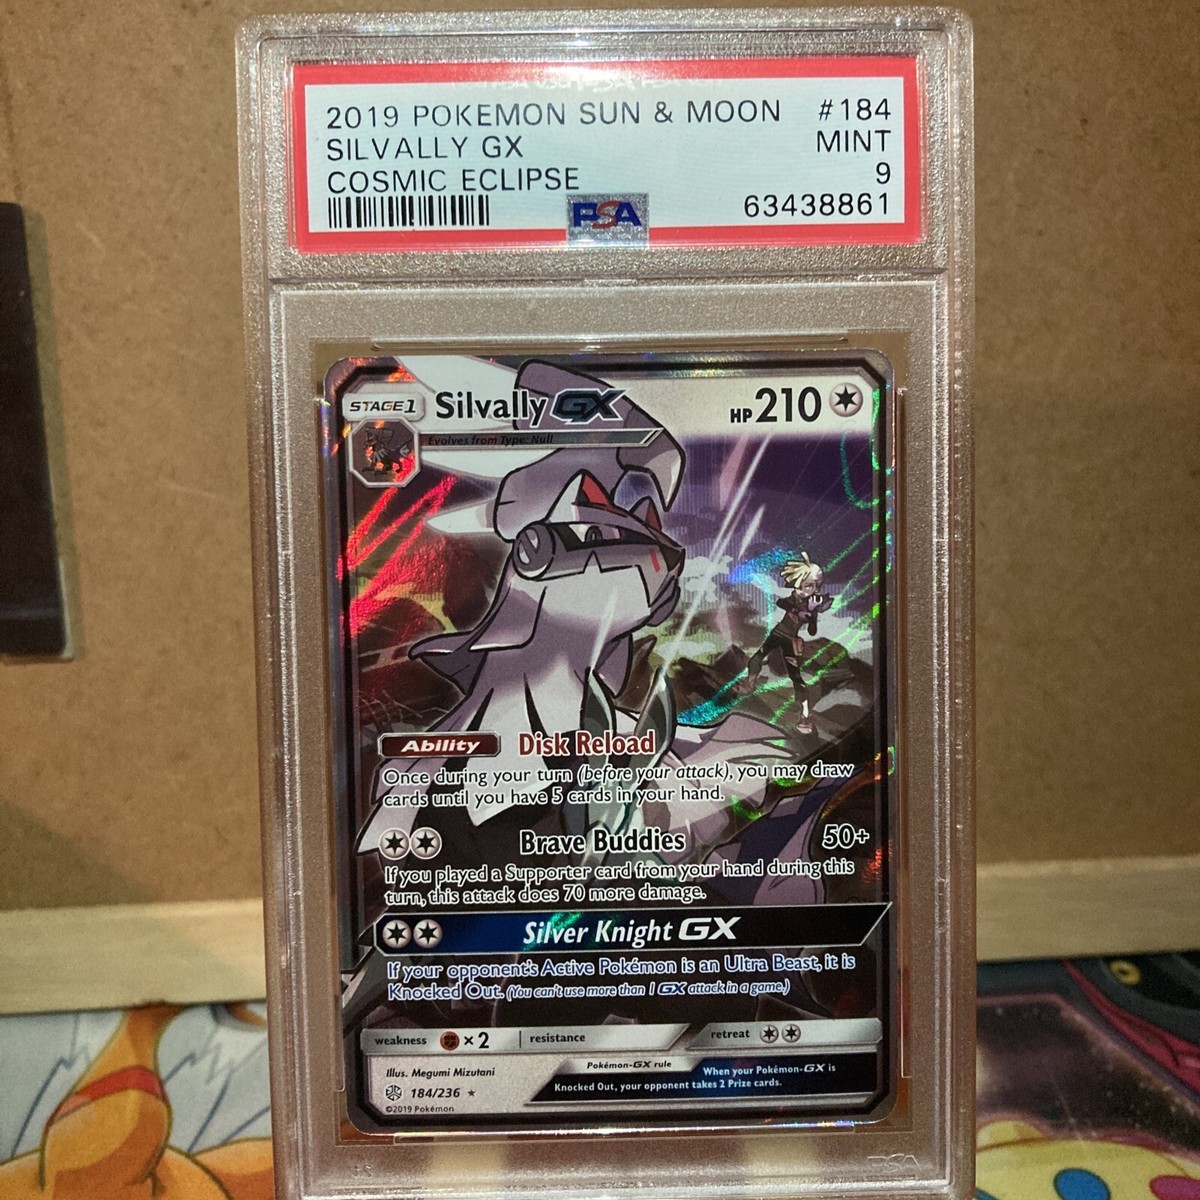 2019 POKEMON SUN & MOON #184
SILVALLY GX MINT
COSMIC ECLIPSE 9
PSA 63438861
STAGE 1 Silvally GX HP 210
Evolves from Type: Null
Ability Disk Reload
Once during your turn (before your attack), you may draw
cards until you have 5 cards in your hand.
Brave Buddies 50+
If you played a Supporter card from your hand during this
turn, this attack does 70 more damage.
Silver Knight GX
If your opponent's Active Pokémon is an Ultra Beast, it is
Knocked Out. (You can't use more than 1 GX attack in a game.)
weakness ×2 resistance retreat
Illus. Megumi Mizutani Pokémon-GX rule When your Pokémon-GX is
184/236 ★ Knocked Out, your opponent takes 2 Prize cards.
©2019 Pokémon
PSA